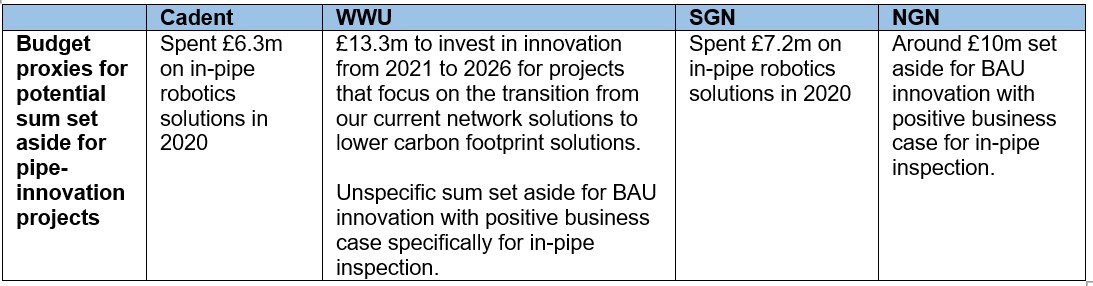 Cadent
WWU
SGN
NGN
Budget
proxies for
potential
sum set
aside for
pipe-
innovation
projects
Spent £6.3m
on in-pipe
robotics
solutions in
2020
£13.3m to invest in innovation
from 2021 to 2026 for projects
that focus on the transition from
our current network solutions to
lower carbon footprint solutions.
Unspecific sum set aside for BAU
innovation with positive business
case specifically for in-pipe
inspection.
Spent £7.2m on
in-pipe robotics
solutions in 2020
Around £10m set
aside for BAU
innovation with
positive business
case for in-pipe
inspection.